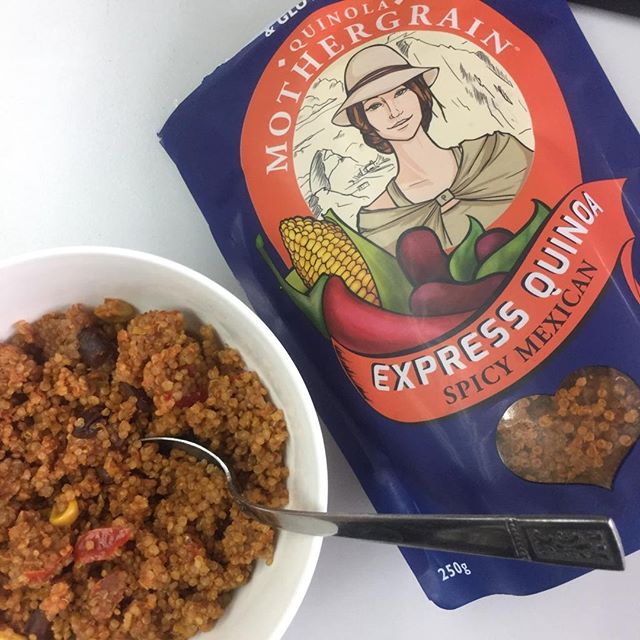 QUINOLA
MOTHERGRAIN®
EXPRESS QUINOA
SPICY MEXICAN
250g